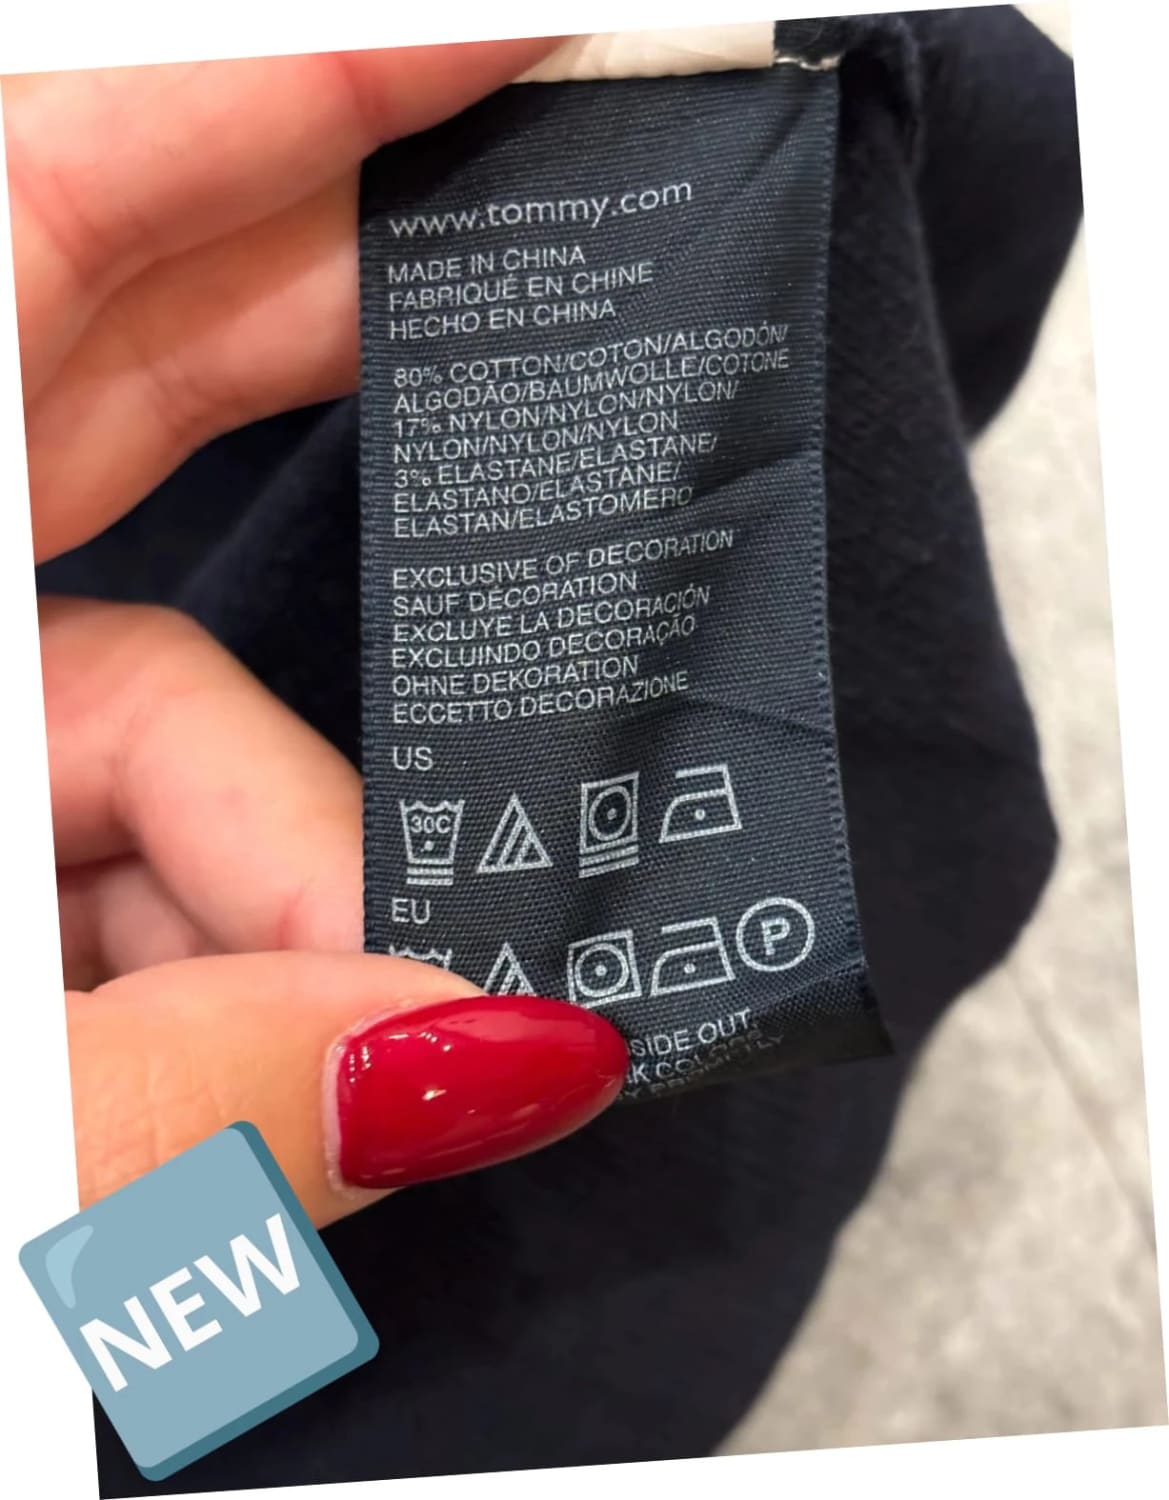 www.tommy.com
MADE IN CHINA
FABRIQUÉ EN CHINE
HECHO EN CHINA
80% COTTON/COTON/ALGODÓN/
ALGODÃO/BAUMWOLLE/COTONE
17% NYLON/NYLON/NYLON/
NYLON/NYLON/NYLON
3% ELASTANE/ELASTANE/
ELASTANO/ELASTANE/
ELASTAN/ELASTOMERO
EXCLUSIVE OF DECORATION
SAUF DÉCORATION
EXCLUYE LA DECORACIÓN
EXCLUINDO DECORAÇÃO
OHNE DEKORATION
ECCETTO DECORAZIONE
US
30C
EU
P
SIDE OUT
NEW